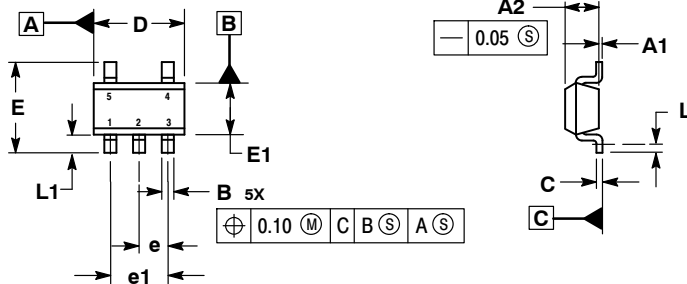 A D B A2
0.05 Ⓢ
A1
E
5 4
1 2 3
L
E1
L1
B 5X
C
⌖ 0.10 Ⓜ C B Ⓢ A Ⓢ
C
e
e1